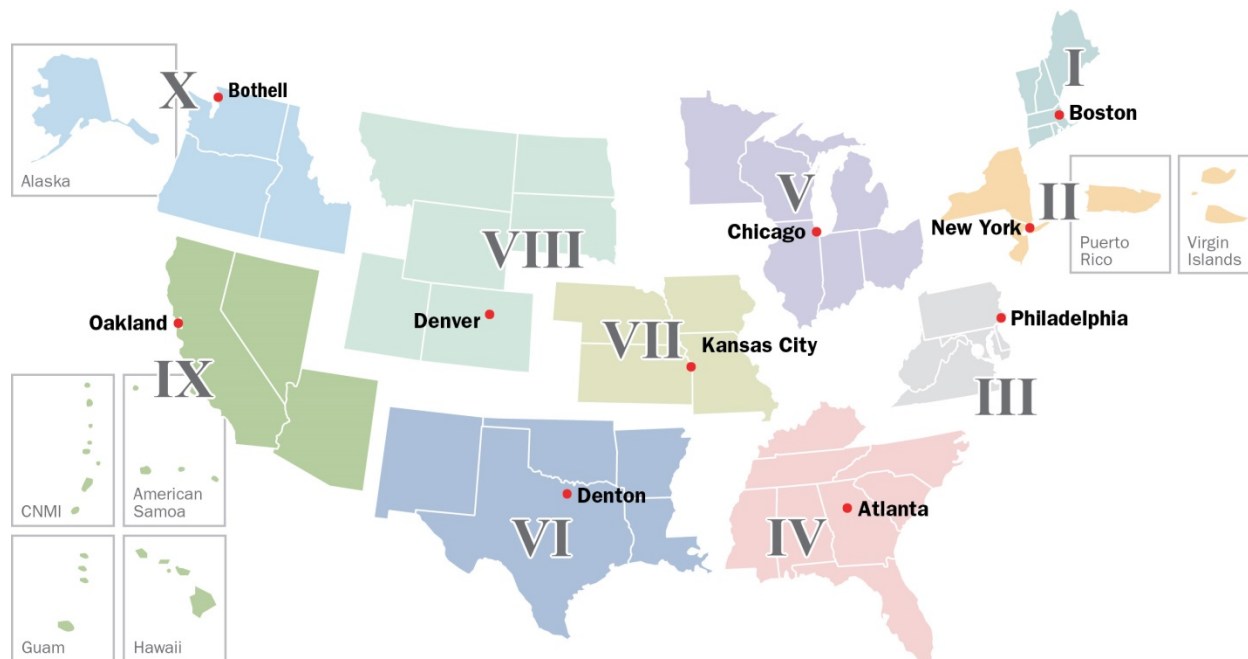 I
Boston
X
Bothell
Alaska
V
Chicago
II
New York
Puerto
Rico
Virgin
Islands
VIII
Denver
Oakland
IX
VII
Kansas City
Philadelphia
III
CNMI
American
Samoa
Denton
VI
Atlanta
IV
Guam
Hawaii